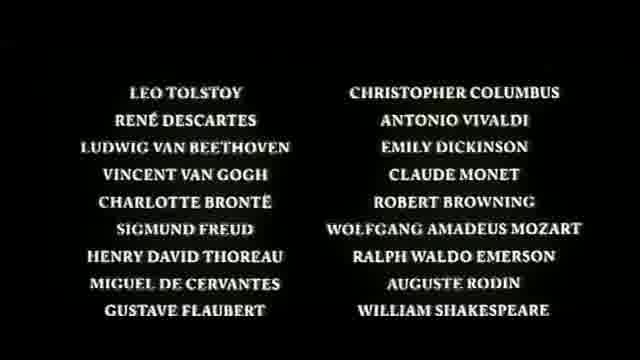 LEO TOLSTOY
RENÉ DESCARTES
LUDWIG VAN BEETHOVEN
VINCENT VAN GOGH
CHARLOTTE BRONTË
SIGMUND FREUD
HENRY DAVID THOREAU
MIGUEL DE CERVANTES
GUSTAVE FLAUBERT
CHRISTOPHER COLUMBUS
ANTONIO VIVALDI
EMILY DICKINSON
CLAUDE MONET
ROBERT BROWNING
WOLFGANG AMADEUS MOZART
RALPH WALDO EMERSON
AUGUSTE RODIN
WILLIAM SHAKESPEARE